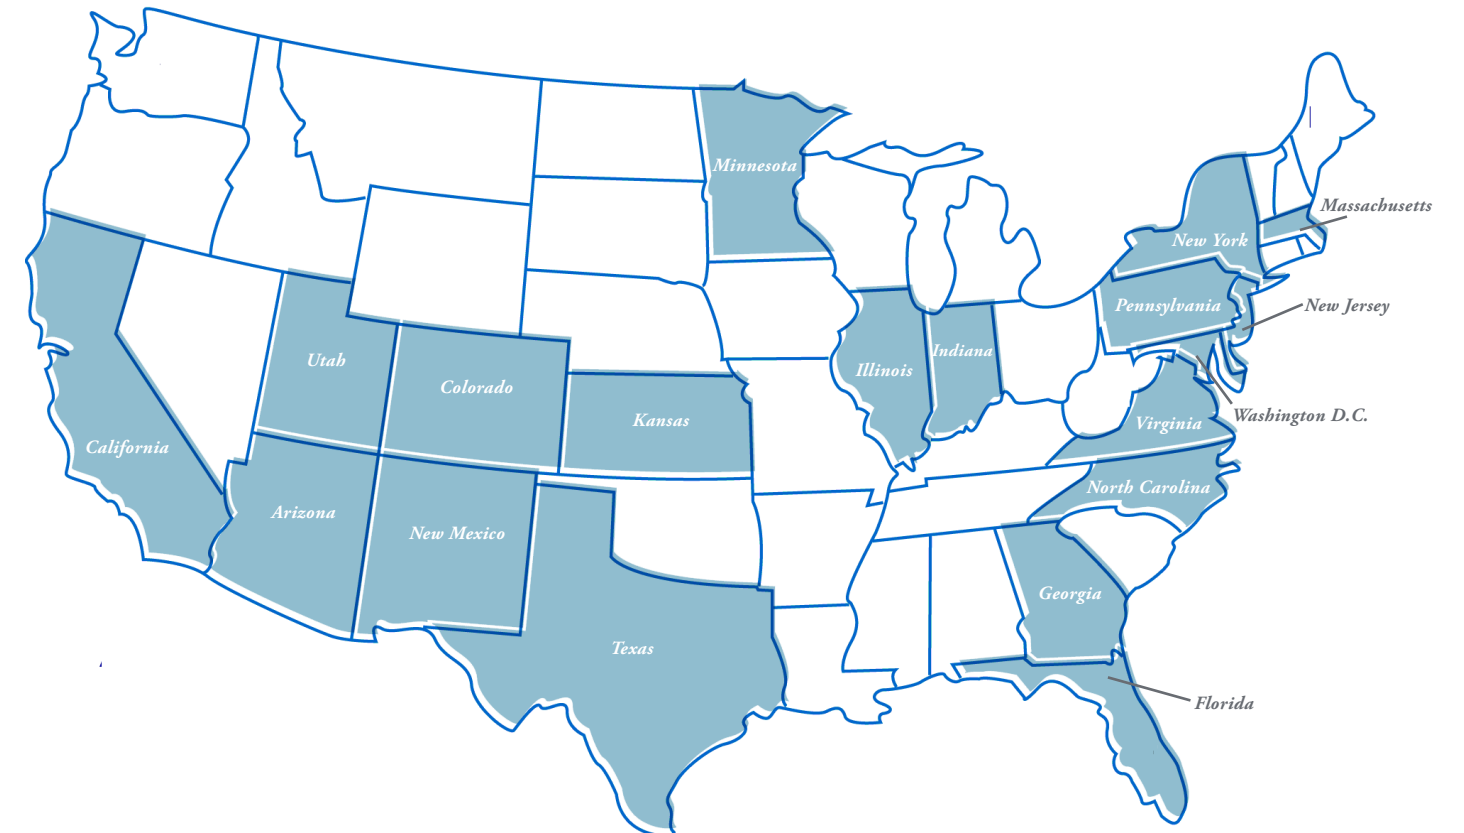 Minnesota
Massachusetts
New York
Pennsylvania
New Jersey
Utah
Colorado
Illinois
Indiana
Kansas
Washington D.C.
Virginia
California
North Carolina
Arizona
New Mexico
Georgia
Texas
Florida